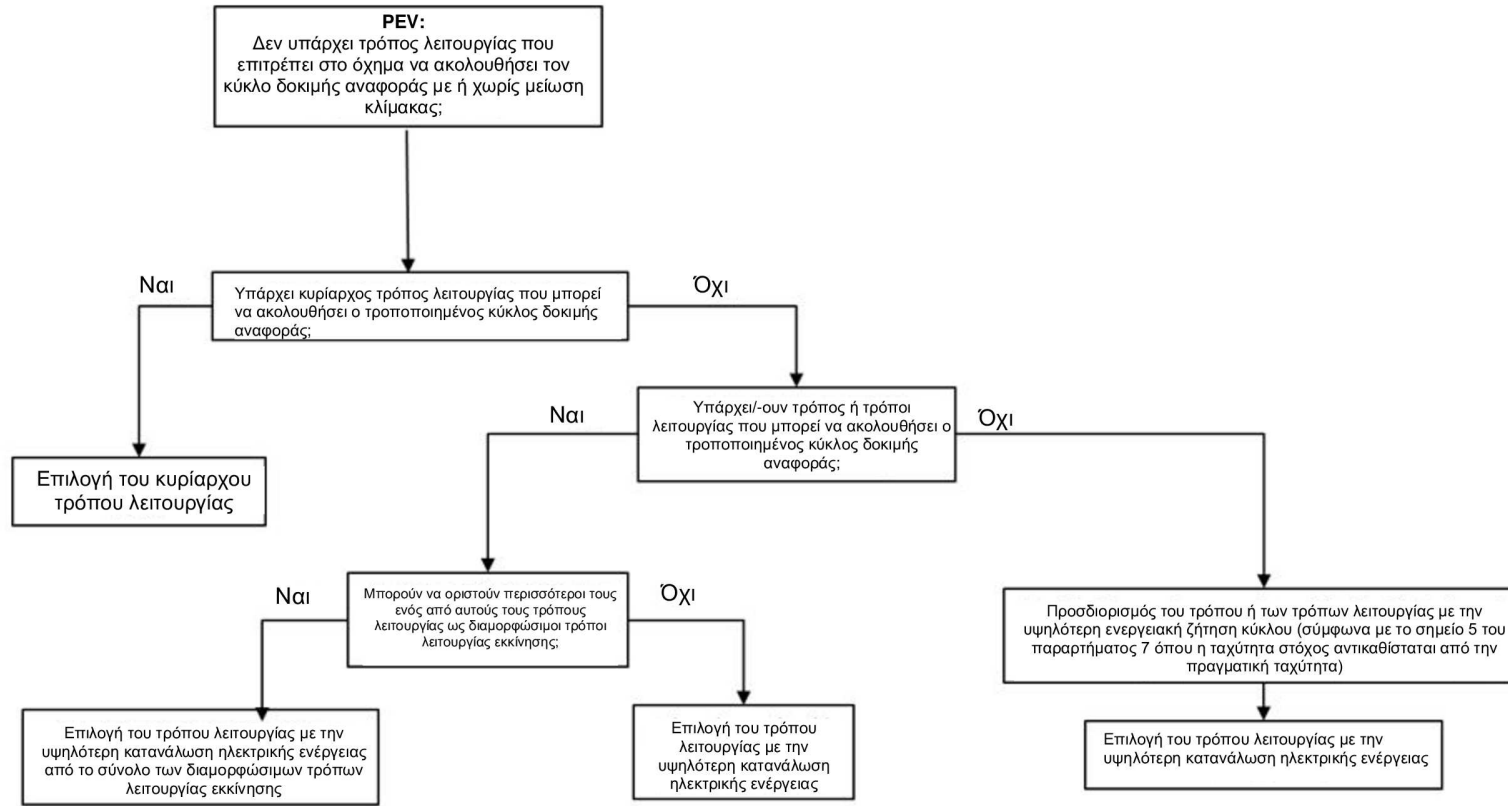 PEV:
Δεν υπάρχει τρόπος λειτουργίας που
επιτρέπει στο όχημα να ακολουθήσει τον
κύκλο δοκιμής αναφοράς με ή χωρίς μείωση
κλίμακας;
Ναι
Υπάρχει κυρίαρχος τρόπος λειτουργίας που μπορεί
να ακολουθήσει ο τροποποιημένος κύκλος δοκιμής
αναφοράς;
Όχι
Επιλογή του κυρίαρχου
τρόπου λειτουργίας
Ναι
Υπάρχει/-ουν τρόπος ή τρόποι
λειτουργίας που μπορεί να ακολουθήσει ο
τροποποιημένος κύκλος δοκιμής
αναφοράς;
Όχι
Ναι
Μπορούν να οριστούν περισσότεροι τους
ενός από αυτούς τους τρόπους
λειτουργίας ως διαμορφώσιμοι τρόποι
λειτουργίας εκκίνησης;
Όχι
Προσδιορισμός του τρόπου ή των τρόπων λειτουργίας με την
υψηλότερη ενεργειακή ζήτηση κύκλου (σύμφωνα με το σημείο 5 του
παραρτήματος 7 όπου η ταχύτητα στόχος αντικαθίσταται από την
πραγματική ταχύτητα)
Επιλογή του τρόπου λειτουργίας με την
υψηλότερη κατανάλωση ηλεκτρικής ενέργειας
από το σύνολο των διαμορφώσιμων τρόπων
λειτουργίας εκκίνησης
Επιλογή του τρόπου
λειτουργίας με την
υψηλότερη κατανάλωση
ηλεκτρικής ενέργειας
Επιλογή του τρόπου λειτουργίας με την
υψηλότερη κατανάλωση ηλεκτρικής ενέργειας